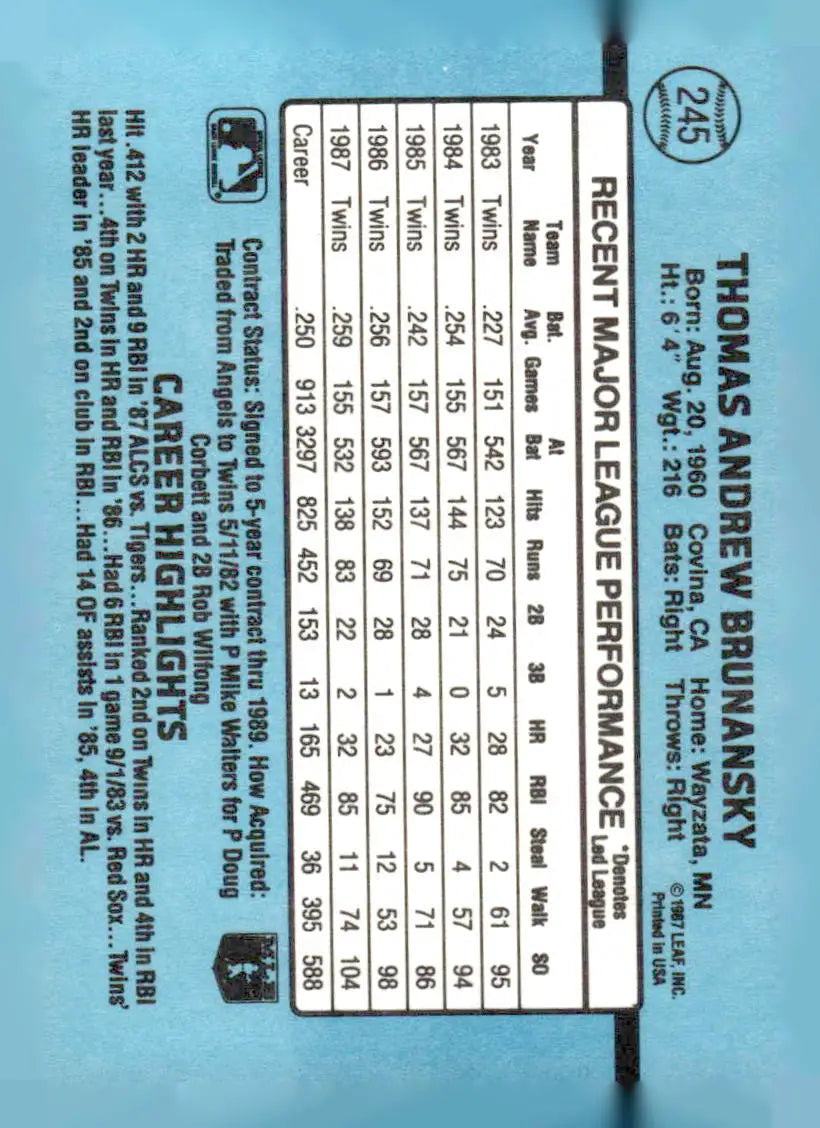 245
THOMAS ANDREW BRUNANSKY
Born: Aug. 20, 1960 Covina, CA Home: Wayzata, MN
Ht.: 6'4" Wgt.: 216 Bats: Right Throws: Right
©1987 LEAF, INC.
Printed in USA
RECENT MAJOR LEAGUE PERFORMANCE *Denotes Led League
Year Team Name Bat. Avg. Games At Bat Hits Runs 2B 3B HR RBI Steal Walk SO
1983 Twins .227 151 542 123 70 24 5 28 82 2 61 95
1984 Twins .254 155 567 144 75 21 0 32 85 4 57 94
1985 Twins .242 157 567 137 71 28 4 27 90 5 71 86
1986 Twins .256 157 593 152 69 28 1 23 75 12 53 98
1987 Twins .259 155 532 138 83 22 2 32 85 11 74 104
Career .250 913 3297 825 452 153 13 165 469 36 395 588
Contract Status: Signed to 5-year contract thru 1989. How Acquired:
Traded from Angels to Twins 5/11/82 with P Mike Walters for P Doug
Corbett and 2B Rob Wilfong
MLB
CAREER HIGHLIGHTS
Hit .412 with 2 HR and 9 RBI in '87 ALCS vs. Tigers...Ranked 2nd on Twins in HR and 4th in RBI
last year...4th on Twins in HR and RBI in '86...Had 6 RBI in 1 game 9/1/83 vs. Red Sox...Twins'
HR leader in '85 and 2nd on club in RBI...Had 14 OF assists in '85, 4th in AL.